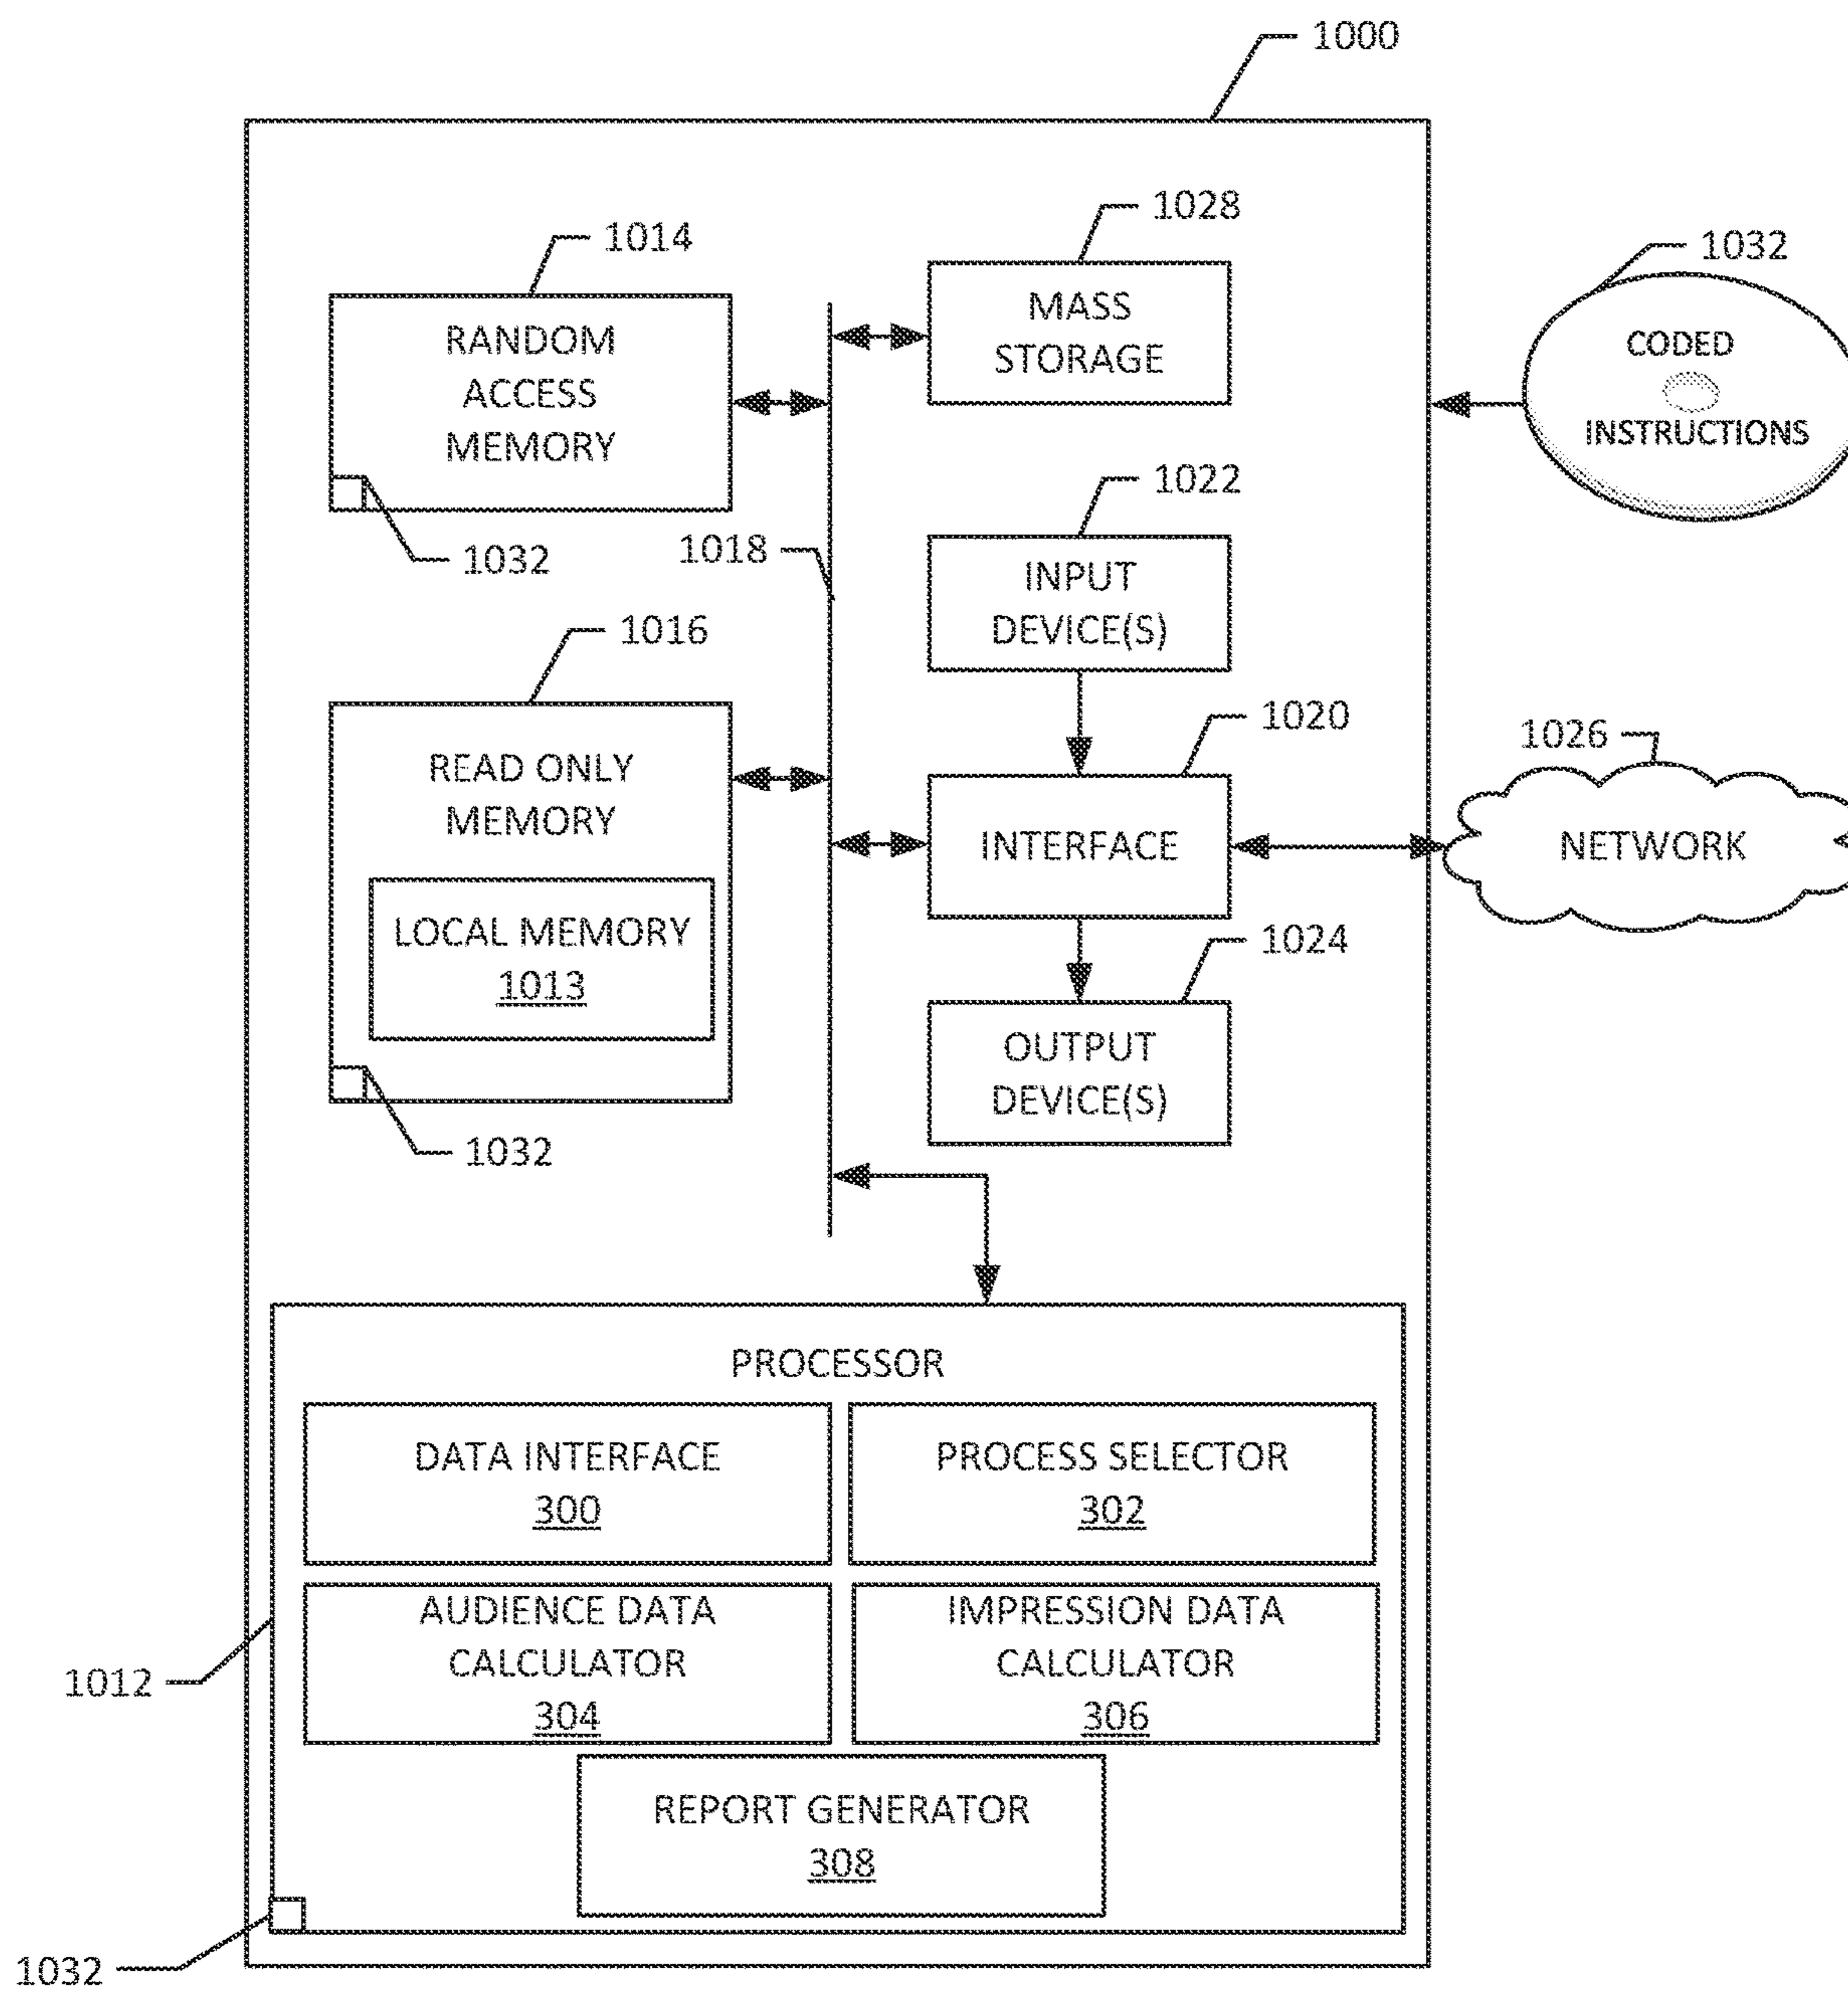 1000
1028
1014
1032
MASS
STORAGE
RANDOM
ACCESS
MEMORY
CODED
INSTRUCTIONS
1022
1032
1018
INPUT
DEVICE(S)
1016
1020
1026
READ ONLY
MEMORY
INTERFACE
NETWORK
LOCAL MEMORY
1013
1024
OUTPUT
DEVICE(S)
1032
PROCESSOR
DATA INTERFACE
300
PROCESS SELECTOR
302
AUDIENCE DATA
CALCULATOR
304
IMPRESSION DATA
CALCULATOR
306
1012
REPORT GENERATOR
308
1032